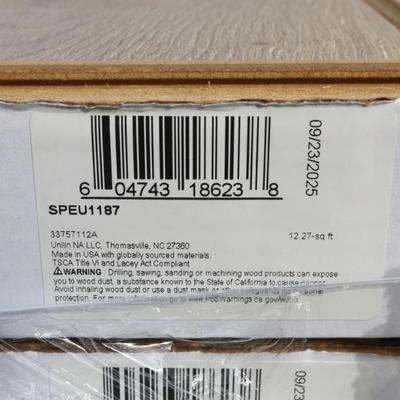 6 04743 18623 8
09/23/2025
SPEU1187
33757112A
12.27-sq ft
Unilin NA LLC, Thomasville, NC 27360
Made in USA with globally sourced materials.
TSCA Title VI and Lacey Act Compliant
WARNING: Drilling, sawing, sanding or machining wood products can expose
you to wood dust, a substance known to the State of California to cause cancer.
Avoid inhaling wood dust or use a dust mask or other safeguards for personal
protection. For more information go to www.P65Warnings.ca.gov/wood.
09/23